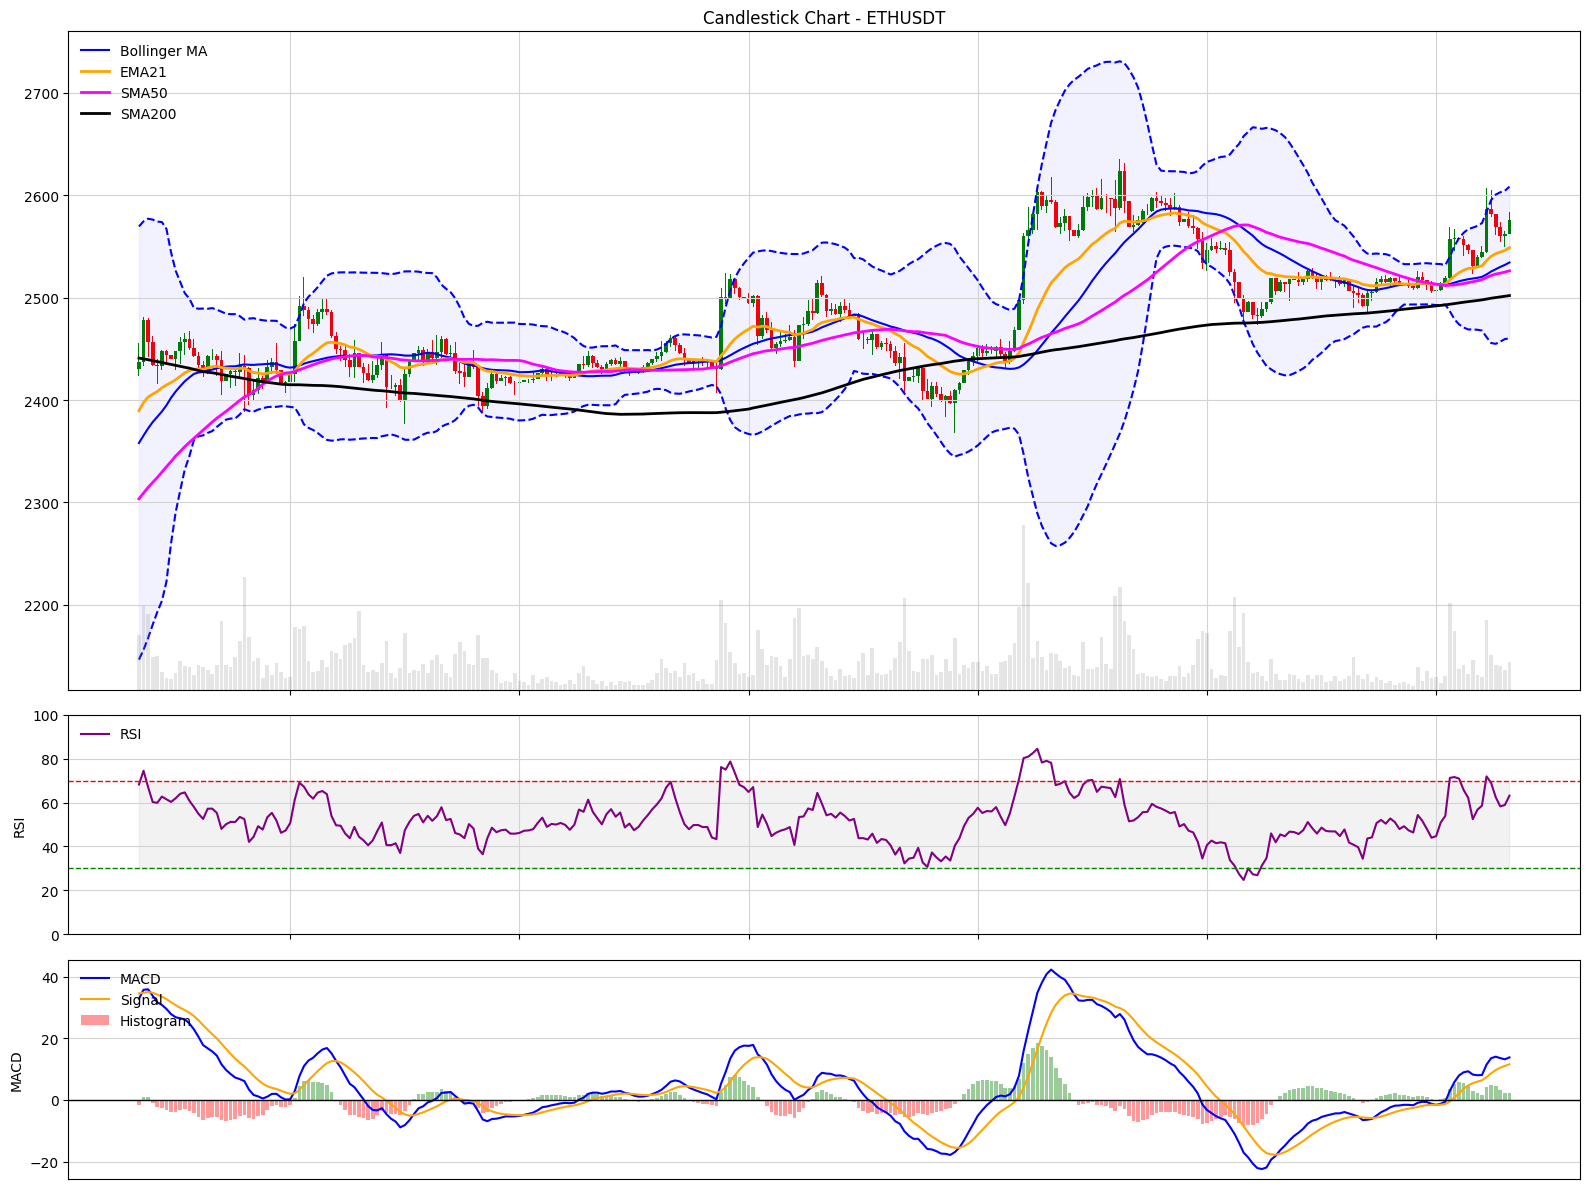 Candlestick Chart - ETHUSDT
Bollinger MA
EMA21
SMA50
SMA200
2700
2600
2500
2400
2300
2200
100
RSI
80
60
RSI
40
20
0
40
MACD
Signal
20
Histogram
MACD
0
−20